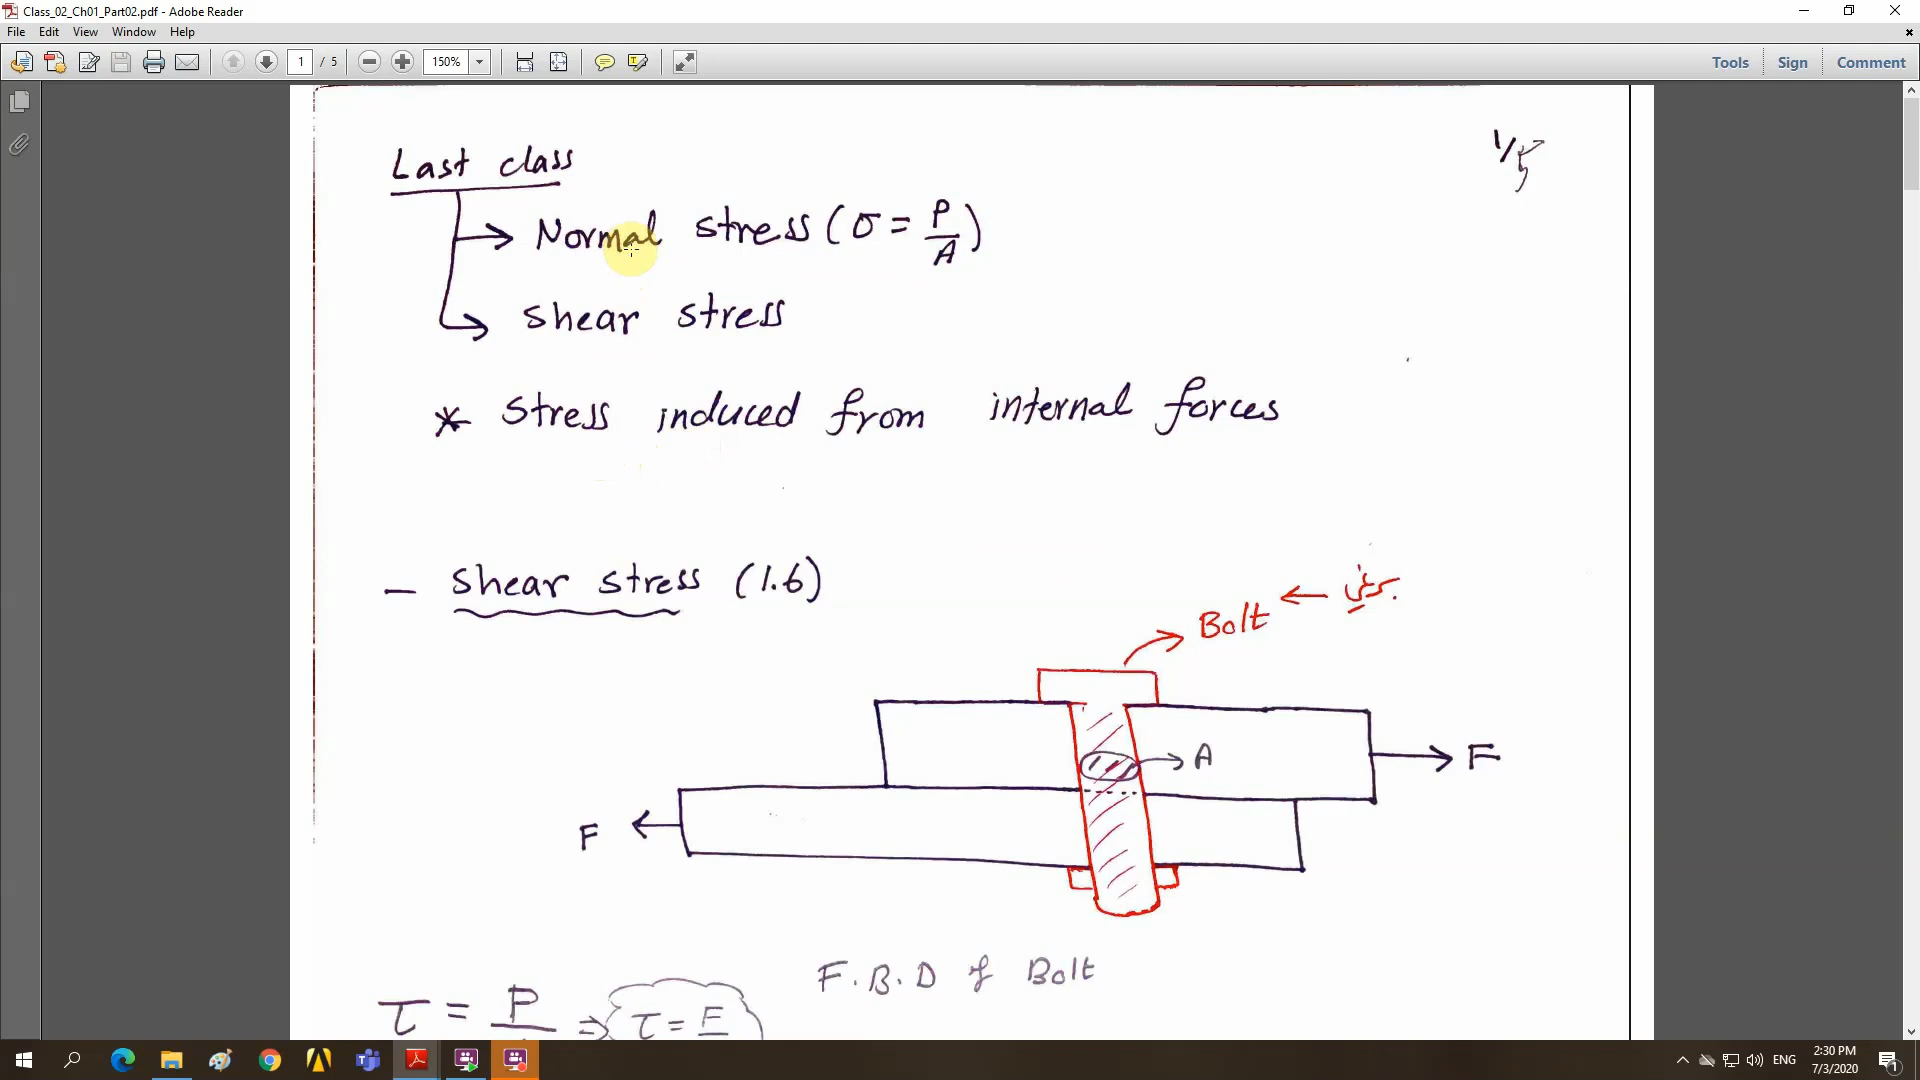 Class_02_Ch01_Part02.pdf - Adobe Reader
File Edit View Window Help
1 / 5 150% Tools Sign Comment
1/5
Last class
→ Normal stress (σ = P/A)
→ Shear stress
* Stress induced from internal forces
- Shear stress (1.6)
Bolt ← برغي
A
F
F
F.B.D of Bolt
τ = P ⇒ τ = F
ENG
2:30 PM
7/3/2020
1